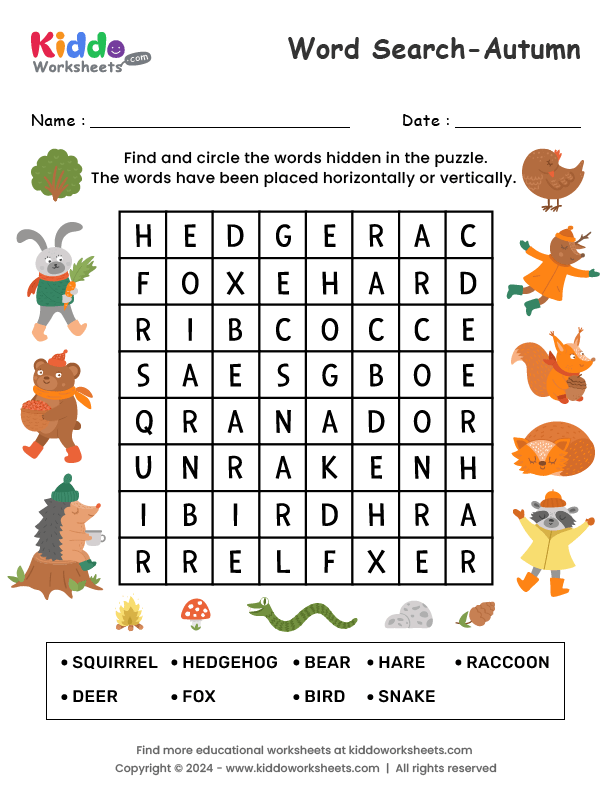 Kiddo
Worksheets.com
Word Search-Autumn
Name :
Date :
Find and circle the words hidden in the puzzle.
The words have been placed horizontally or vertically.
H E D G E R A C
F O X E H A R D
R I B C O C C E
S A E S G B O E
Q R A N A D O R
U N R A K E N H
I B I R D H R A
R R E L F X E R
• SQUIRREL • HEDGEHOG • BEAR • HARE • RACCOON
• DEER • FOX • BIRD • SNAKE
Find more educational worksheets at kiddoworksheets.com
Copyright © 2024 - www.kiddoworksheets.com | All rights reserved